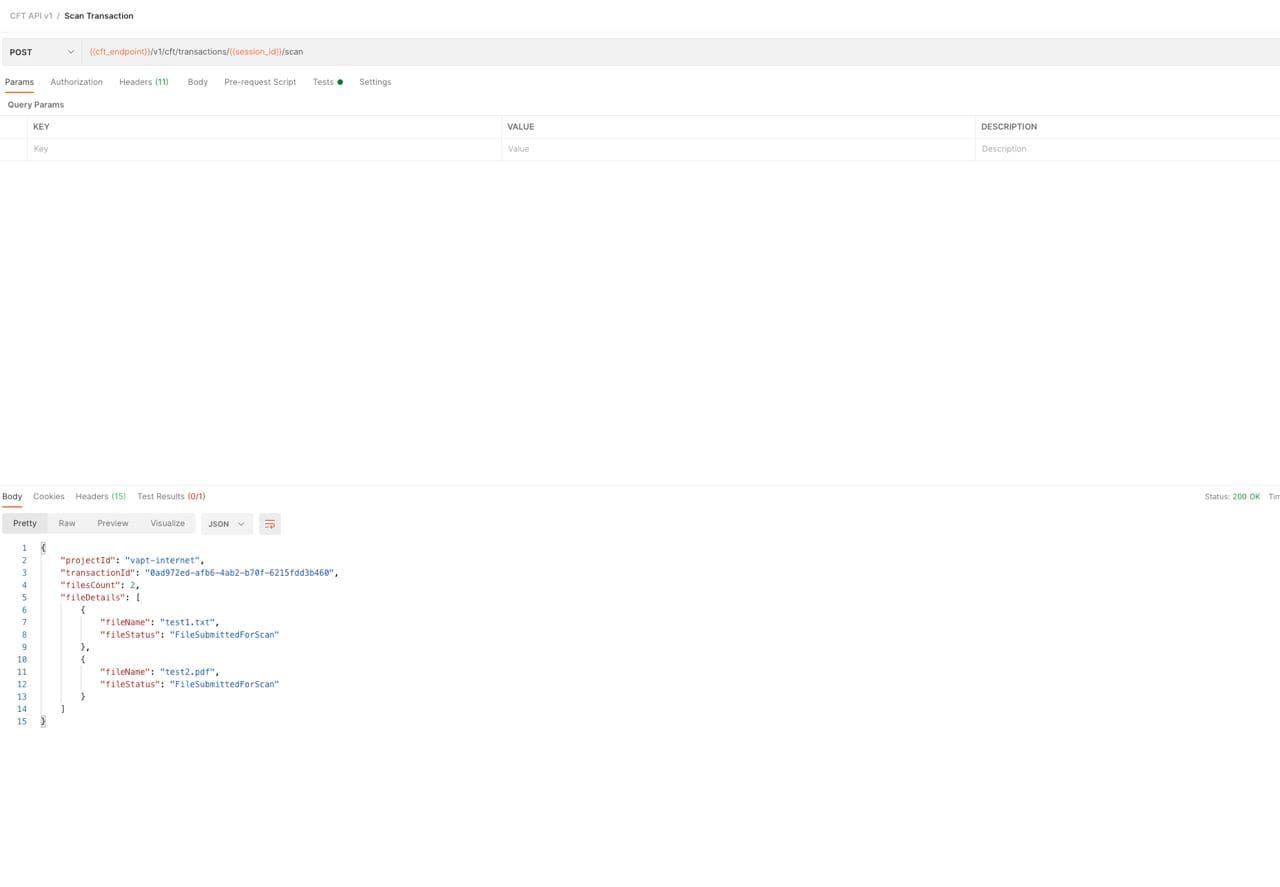 CFT API v1 / Scan Transaction
POST {{cft_endpoint}}/v1/cft/transactions/{{session_id}}/scan
Params Authorization Headers (11) Body Pre-request Script Tests Settings
Query Params
KEY VALUE DESCRIPTION
Key Value Description
Body Cookies Headers (15) Test Results (0/1) Status: 200 OK Tim
Pretty Raw Preview Visualize JSON
1 {
2 "projectId": "vapt-internet",
3 "transactionId": "0ad972ed-afb6-4ab2-b70f-6215fdd3b460",
4 "filesCount": 2,
5 "fileDetails": [
6 {
7 "fileName": "test1.txt",
8 "fileStatus": "FileSubmittedForScan"
9 },
10 {
11 "fileName": "test2.pdf",
12 "fileStatus": "FileSubmittedForScan"
13 }
14 ]
15 }